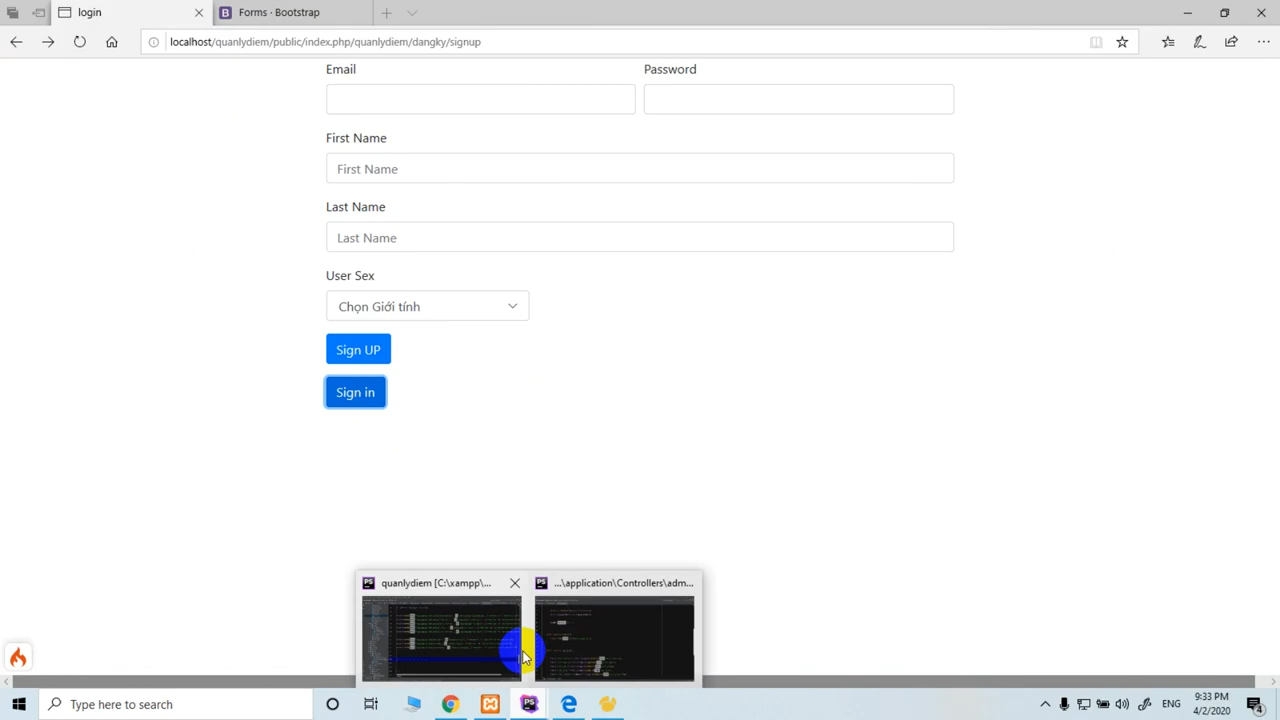 login
Forms · Bootstrap
localhost/quanlydiem/public/index.php/quanlydiem/dangky/signup
Email
Password
First Name
First Name
Last Name
Last Name
User Sex
Chọn Giới tính
Sign UP
Sign in
quanlydiem [C:\xampp\...
...\application\Controllers\adm...
Type here to search
ENG
9:33 PM
4/2/2020
4